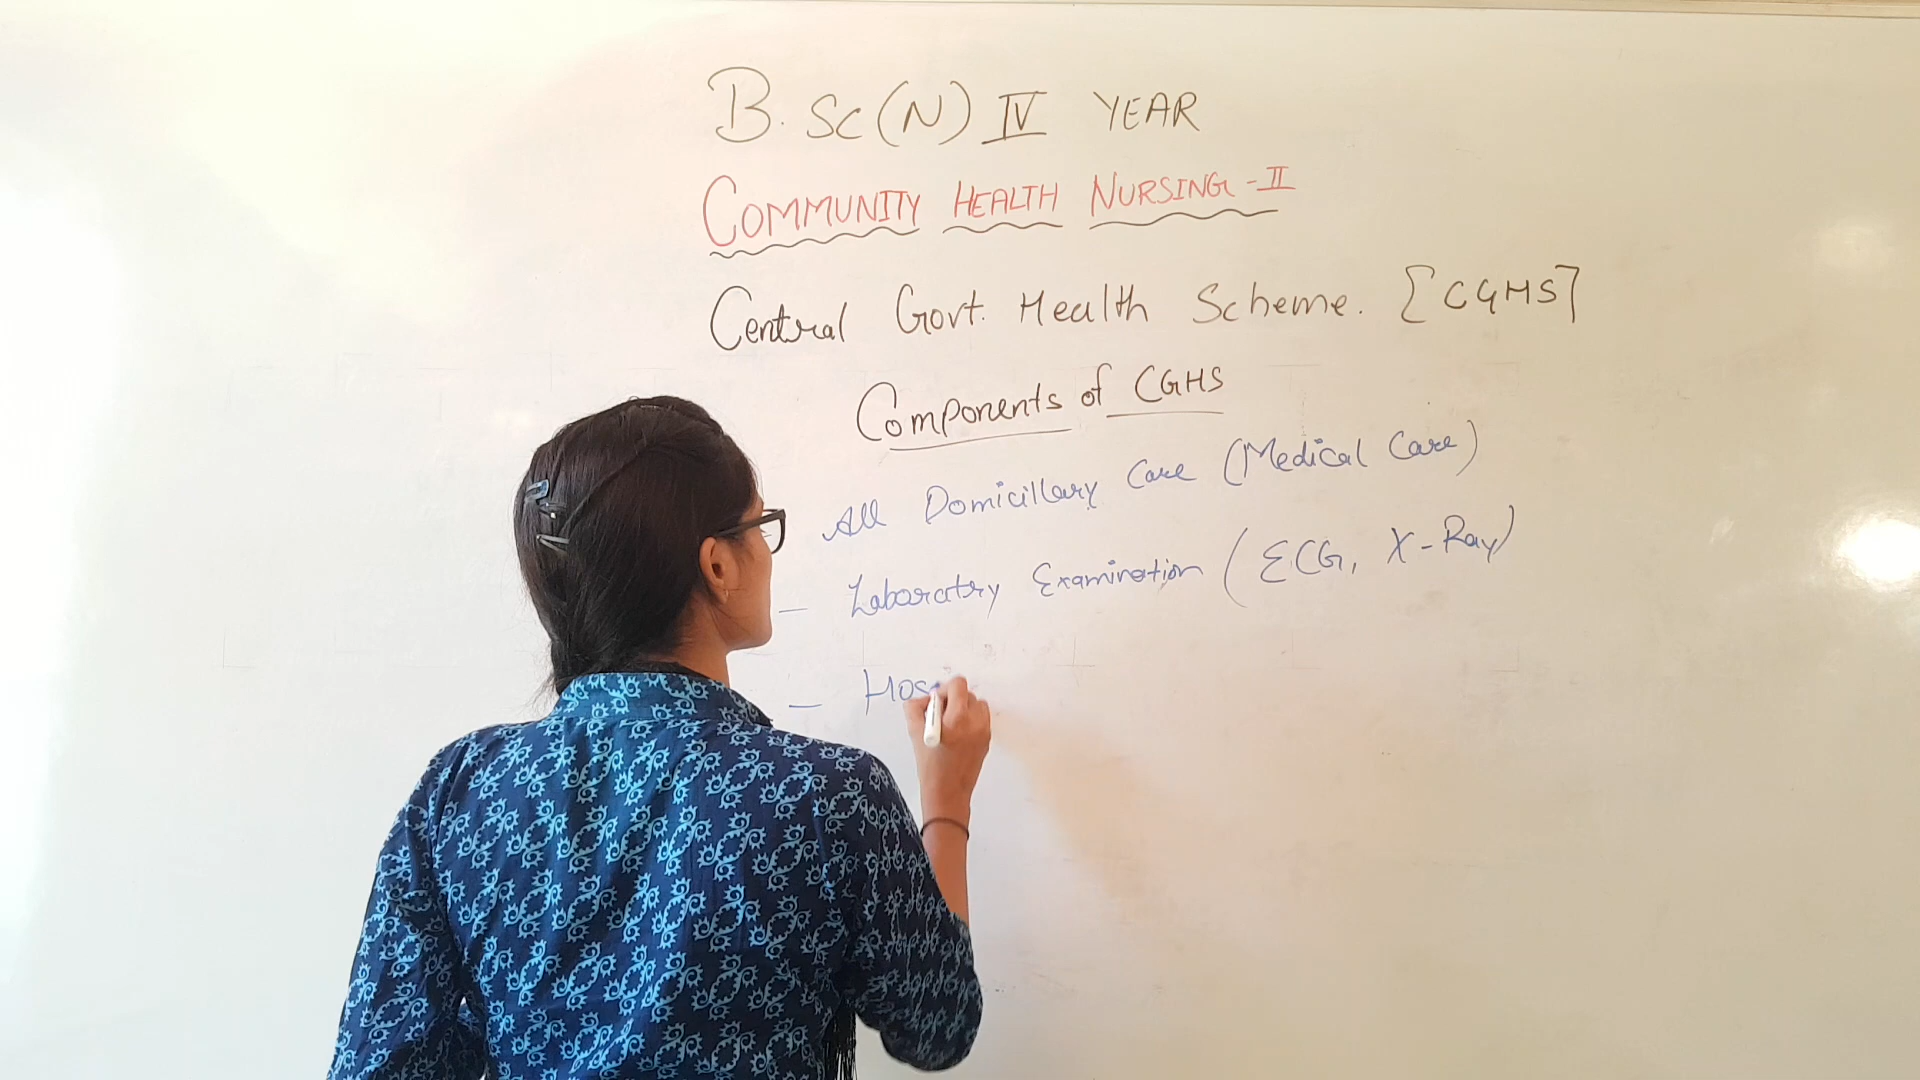 B.Sc(N) IV YEAR
COMMUNITY HEALTH NURSING-II
Central Govt. Health Scheme. [CGHS]
Components of CGHS
All Domicillary Care (Medical Care)
- Laboratry Examination (ECG, X-Ray)
- Hos